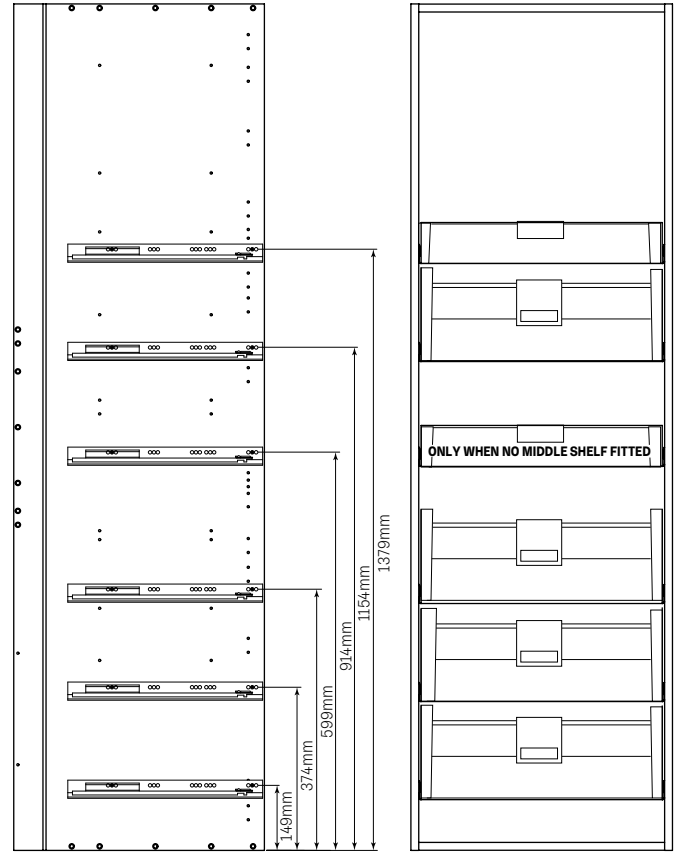 ONLY WHEN NO MIDDLE SHELF FITTED
1379mm
1154mm
914mm
599mm
374mm
149mm